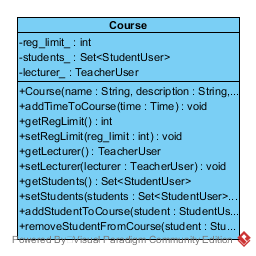 Course
-reg_limit_ : int
-students_ : Set<StudentUser>
-lecturer_ : TeacherUser
+Course(name : String, description : String,...
+addTimeToCourse(time : Time) : void
+getRegLimit() : int
+setRegLimit(reg_limit : int) : void
+getLecturer() : TeacherUser
+setLecturer(lecturer : TeacherUser) : void
+getStudents() : Set<StudentUser>
+setStudents(students : Set<StudentUser>...
+addStudentToCourse(student : StudentUs...
+removeStudentFromCourse(student : Stu...
Powered By Visual Paradigm Community Edition